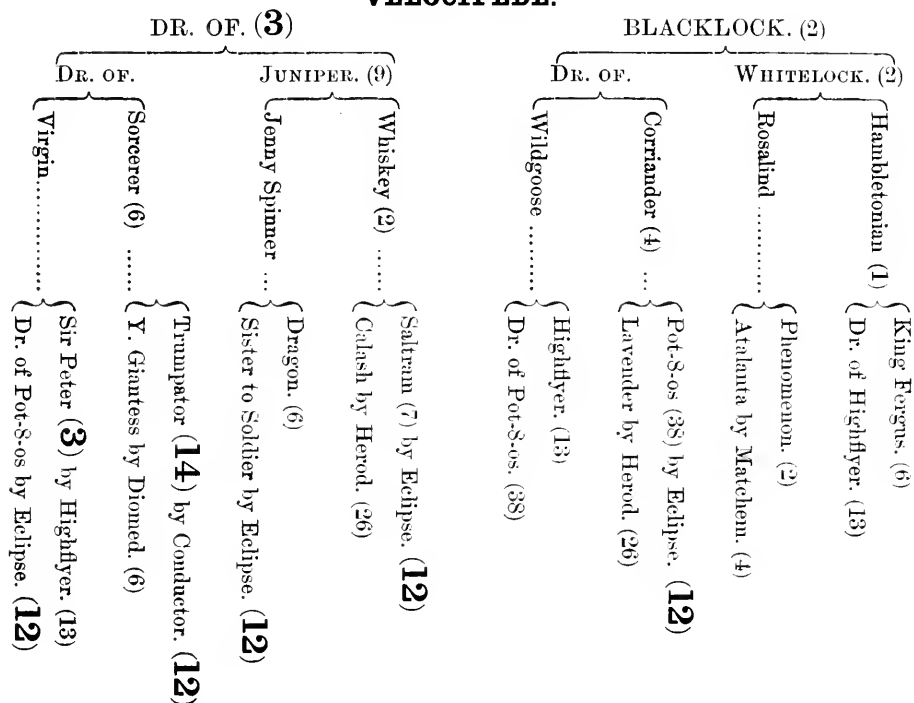 VELOCIPEDE.
DR. OF. (3)
BLACKLOCK. (2)
DR. OF.
JUNIPER. (9)
DR. OF.
WHITELOCK. (2)
Hambletonian (1)
Rosalind ..........
Corriander (4) ...
Wildgoose ........
Whiskey (2) ......
Jenny Spinner ...
Sorcerer (6) ......
Virgin..............
King Fergus. (6)
Dr. of Highflyer. (13)
Phenomenon. (2)
Atalanta by Matchem. (4)
Pot-8-os (38) by Eclipse. (12)
Lavender by Herod. (26)
Highflyer. (13)
Dr. of Pot-8-os. (38)
Saltram (7) by Eclipse. (12)
Calash by Herod. (26)
Dragon. (6)
Sister to Soldier by Eclipse. (12)
Trumpator (14) by Conductor. (12)
Y. Giantess by Diomed. (6)
Sir Peter (3) by Highflyer. (13)
Dr. of Pot-8-os by Eclipse. (12)